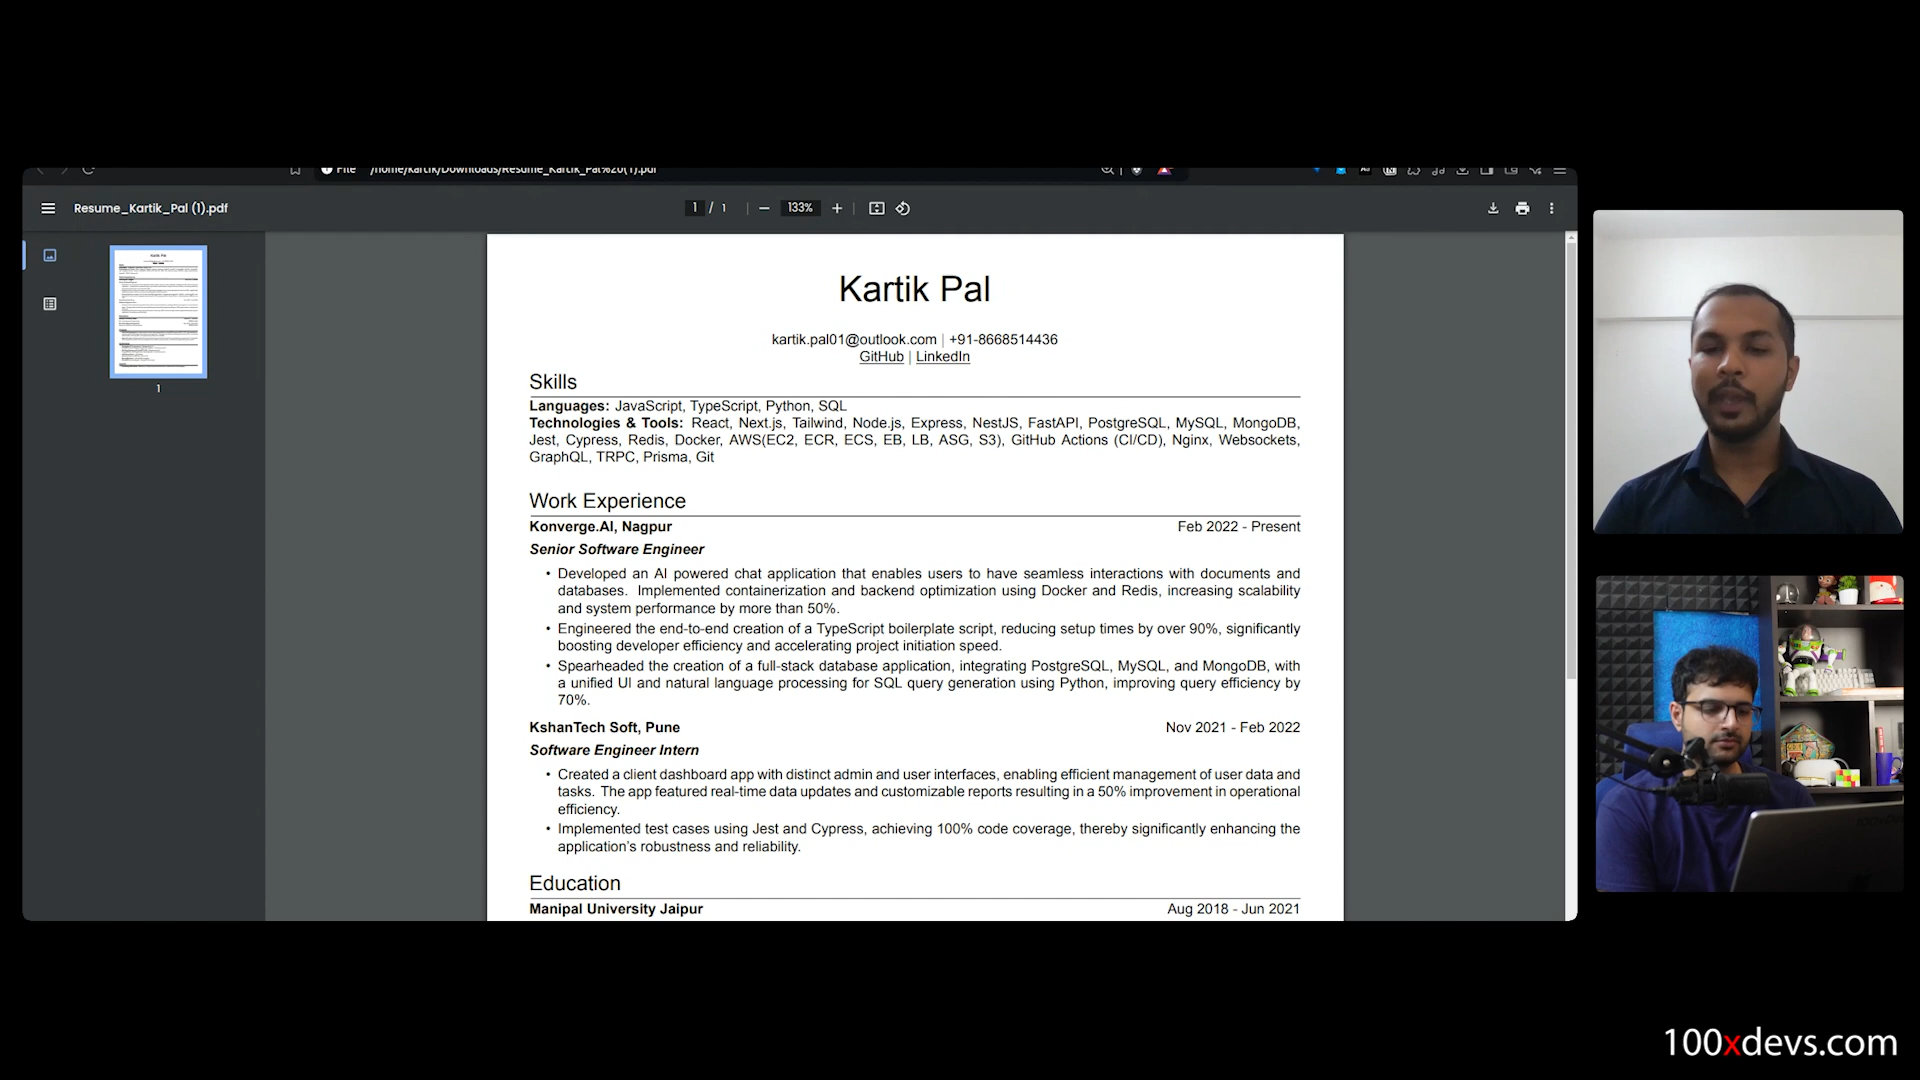 File /home/kartik/Downloads/Resume_Kartik_Pal%20(1).pdf
Resume_Kartik_Pal (1).pdf
1 / 1
133%
1
Kartik Pal
kartik.pal01@outlook.com | +91-8668514436
GitHub | LinkedIn
Skills
Languages: JavaScript, TypeScript, Python, SQL
Technologies & Tools: React, Next.js, Tailwind, Node.js, Express, NestJS, FastAPI, PostgreSQL, MySQL, MongoDB,
Jest, Cypress, Redis, Docker, AWS(EC2, ECR, ECS, EB, LB, ASG, S3), GitHub Actions (CI/CD), Nginx, Websockets,
GraphQL, TRPC, Prisma, Git
Work Experience
Konverge.AI, Nagpur Feb 2022 - Present
Senior Software Engineer
• Developed an AI powered chat application that enables users to have seamless interactions with documents and
databases. Implemented containerization and backend optimization using Docker and Redis, increasing scalability
and system performance by more than 50%.
• Engineered the end-to-end creation of a TypeScript boilerplate script, reducing setup times by over 90%, significantly
boosting developer efficiency and accelerating project initiation speed.
• Spearheaded the creation of a full-stack database application, integrating PostgreSQL, MySQL, and MongoDB, with
a unified UI and natural language processing for SQL query generation using Python, improving query efficiency by
70%.
KshanTech Soft, Pune Nov 2021 - Feb 2022
Software Engineer Intern
• Created a client dashboard app with distinct admin and user interfaces, enabling efficient management of user data and
tasks. The app featured real-time data updates and customizable reports resulting in a 50% improvement in operational
efficiency.
• Implemented test cases using Jest and Cypress, achieving 100% code coverage, thereby significantly enhancing the
application's robustness and reliability.
Education
Manipal University Jaipur Aug 2018 - Jun 2021
100xdevs.com